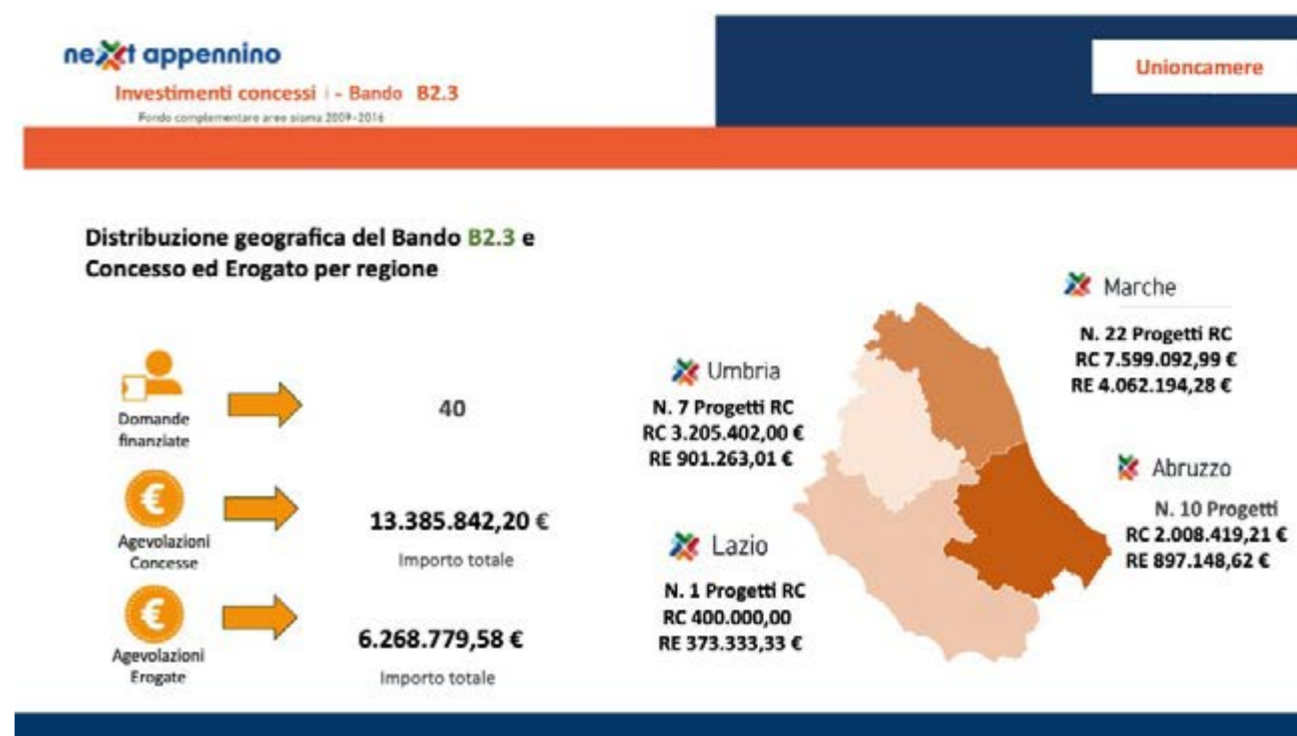 next appennino
Investimenti concessi - Bando B2.3
Fondo complementare aree sisma 2009-2016
Unioncamere
Distribuzione geografica del Bando B2.3 e
Concesso ed Erogato per regione
Domande
finanziate
40
Agevolazioni
Concesse
13.385.842,20 €
Importo totale
Agevolazioni
Erogate
6.268.779,58 €
Importo totale
Umbria
N. 7 Progetti RC
RC 3.205.402,00 €
RE 901.263,01 €
Lazio
N. 1 Progetti RC
RC 400.000,00
RE 373.333,33 €
Marche
N. 22 Progetti RC
RC 7.599.092,99 €
RE 4.062.194,28 €
Abruzzo
N. 10 Progetti
RC 2.008.419,21 €
RE 897.148,62 €